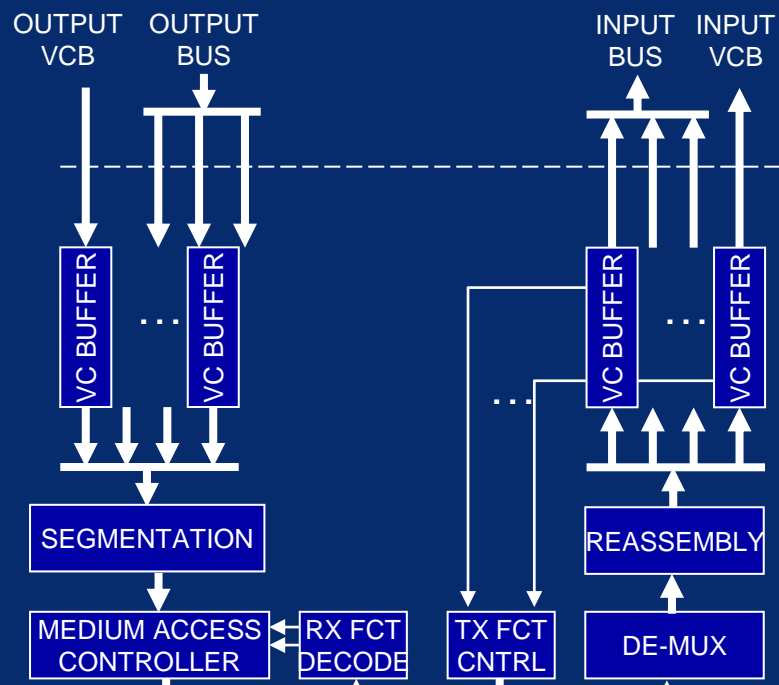 OUTPUT
VCB
OUTPUT
BUS
INPUT
BUS
INPUT
VCB
VC BUFFER
...
VC BUFFER
VC BUFFER
...
VC BUFFER
...
SEGMENTATION
REASSEMBLY
MEDIUM ACCESS
CONTROLLER
RX FCT
DECODE
TX FCT
CNTRL
DE-MUX